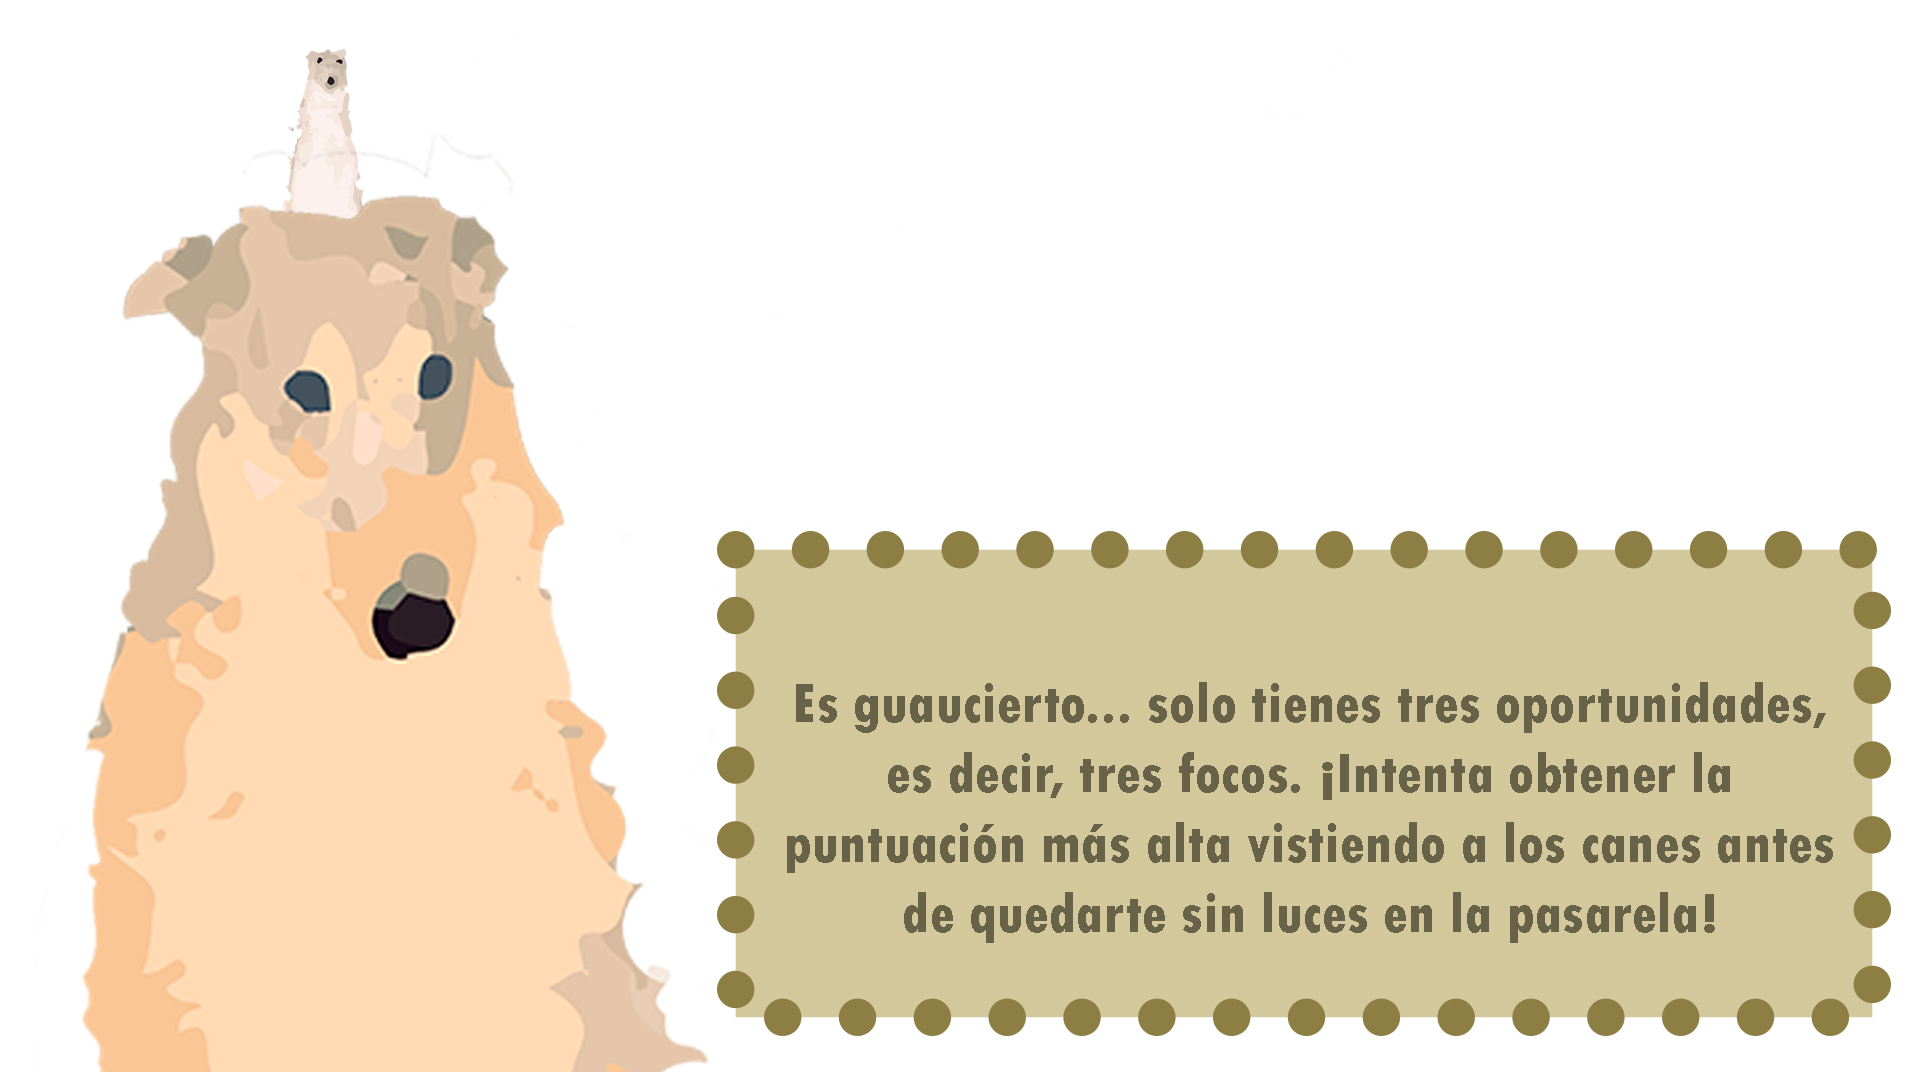 Es guaucierto... solo tienes tres oportunidades,
es decir, tres focos. ¡Intenta obtener la
puntuación más alta vistiendo a los canes antes
de quedarte sin luces en la pasarela!